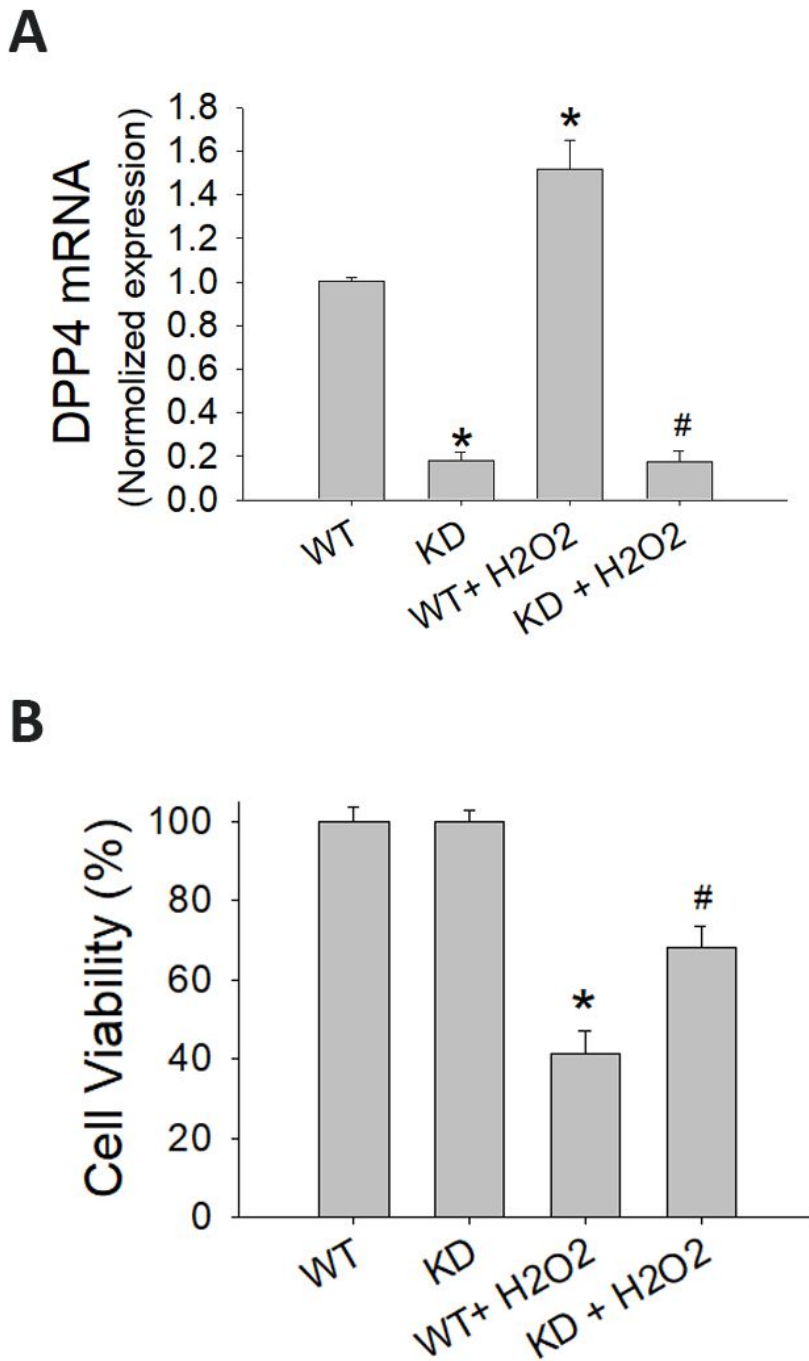 A
DPP4 mRNA
(Normolized expression)
1.8
1.6
1.4
1.2
1.0
0.8
0.6
0.4
0.2
0.0
*
*
#
WT
KD
WT+ H2O2
KD + H2O2
B
Cell Viability (%)
100
80
60
40
20
0
*
#
WT
KD
WT+ H2O2
KD + H2O2